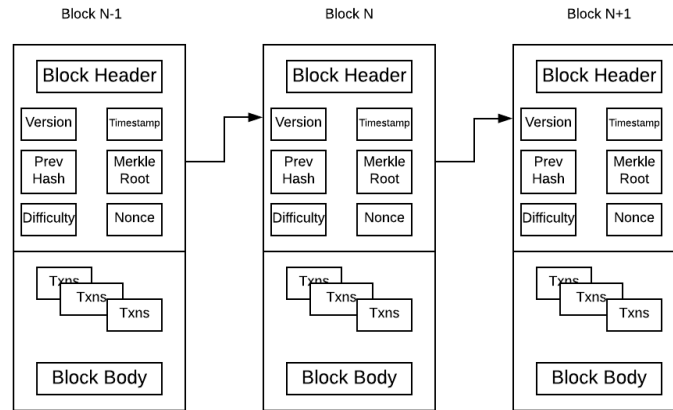 Block N-1
Block N
Block N+1
Block Header
Block Header
Block Header
Version
Timestamp
Version
Timestamp
Version
Timestamp
Prev
Hash
Merkle
Root
Prev
Hash
Merkle
Root
Prev
Hash
Merkle
Root
Difficulty
Nonce
Difficulty
Nonce
Difficulty
Nonce
Txns
Txns
Txns
Txns
Txns
Txns
Txns
Txns
Txns
Block Body
Block Body
Block Body